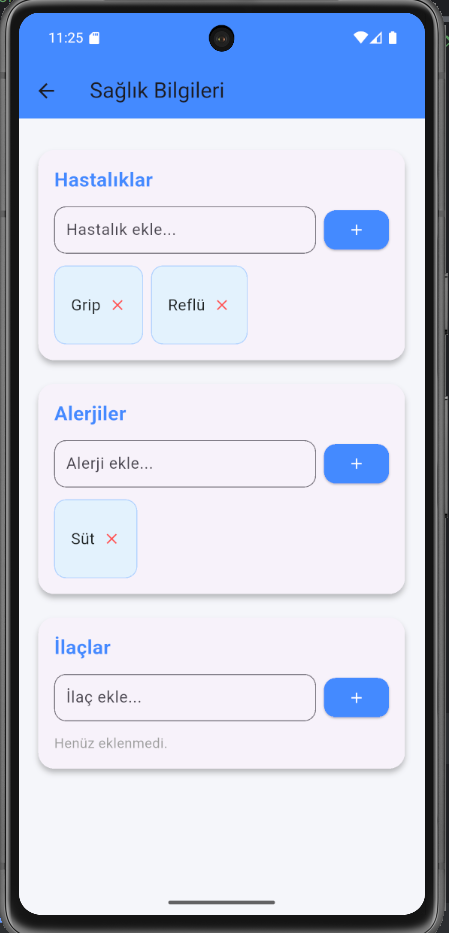 11:25
Sağlık Bilgileri
Hastalıklar
Hastalık ekle...
+
Grip × Reflü ×
Alerjiler
Alerji ekle...
+
Süt ×
İlaçlar
İlaç ekle...
+
Henüz eklenmedi.